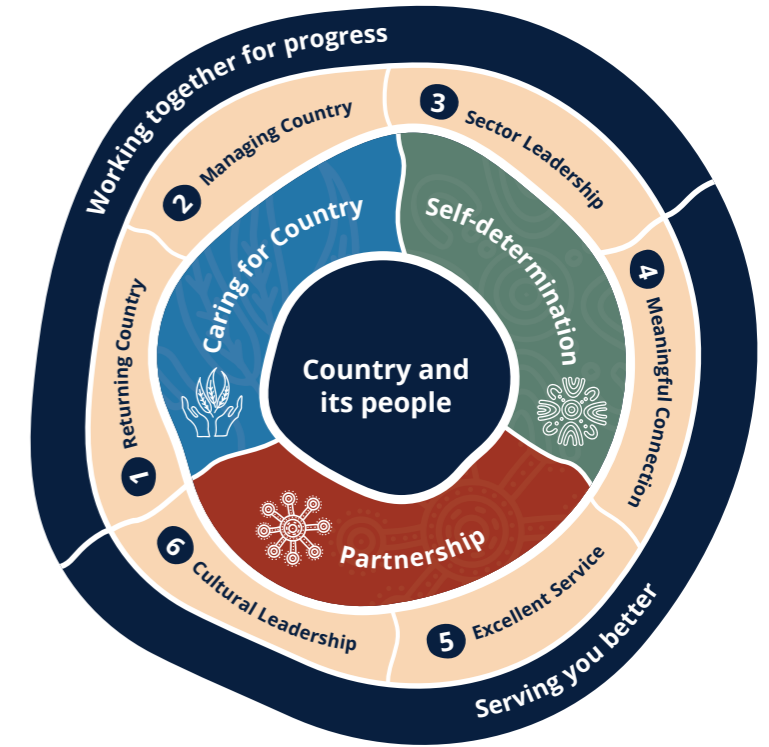 Working together for progress
1 Returning Country
2 Managing Country
3 Sector Leadership
4 Meaningful Connection
5 Excellent Service
6 Cultural Leadership
Serving you better
Caring for Country
Self-determination
Partnership
Country and
its people